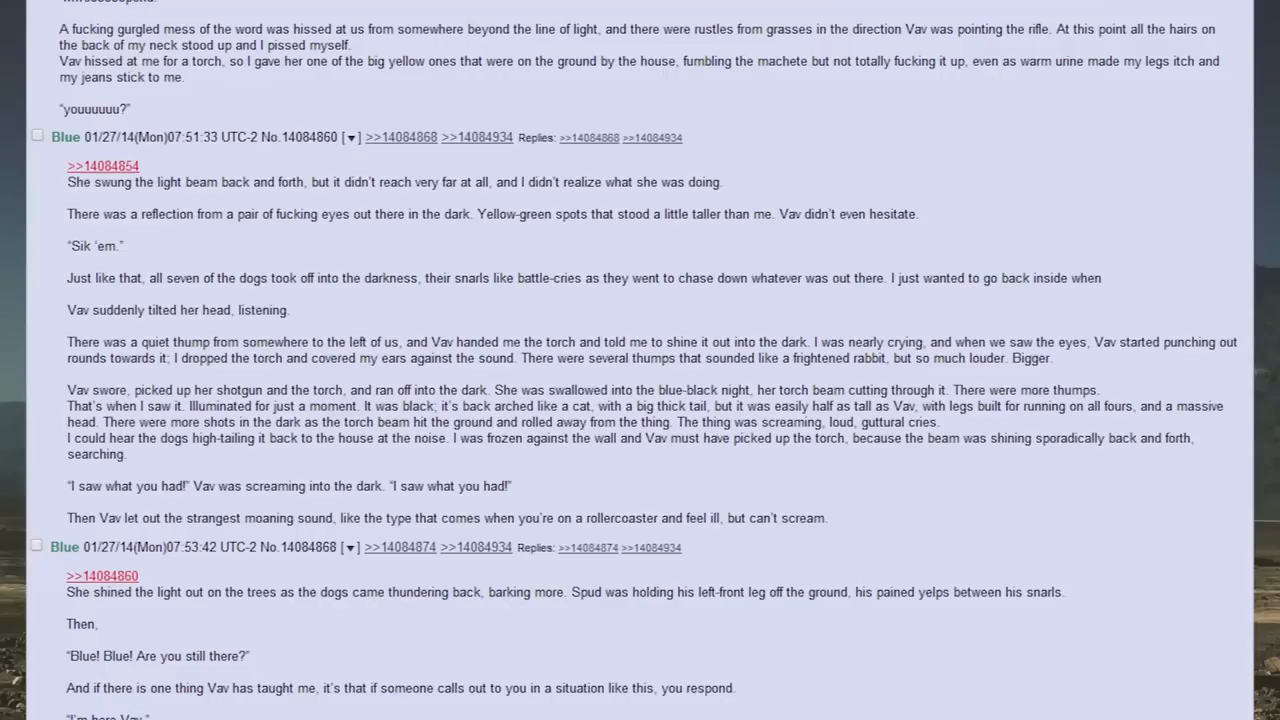 A fucking gurgled mess of the word was hissed at us from somewhere beyond the line of light, and there were rustles from grasses in the direction Vav was pointing the rifle. At this point all the hairs on
the back of my neck stood up and I pissed myself.
Vav hissed at me for a torch, so I gave her one of the big yellow ones that were on the ground by the house, fumbling the machete but not totally fucking it up, even as warm urine made my legs itch and
my jeans stick to me.
“youuuuuu?”
Blue 01/27/14(Mon)07:51:33 UTC-2 No.14084860 [▼] >>14084868 >>14084934 Replies: >>14084868 >>14084934
>>14084854
She swung the light beam back and forth, but it didn’t reach very far at all, and I didn’t realize what she was doing.
There was a reflection from a pair of fucking eyes out there in the dark. Yellow-green spots that stood a little taller than me. Vav didn’t even hesitate.
“Sik ‘em.”
Just like that, all seven of the dogs took off into the darkness, their snarls like battle-cries as they went to chase down whatever was out there. I just wanted to go back inside when
Vav suddenly tilted her head, listening.
There was a quiet thump from somewhere to the left of us, and Vav handed me the torch and told me to shine it out into the dark. I was nearly crying, and when we saw the eyes, Vav started punching out
rounds towards it; I dropped the torch and covered my ears against the sound. There were several thumps that sounded like a frightened rabbit, but so much louder. Bigger.
Vav swore, picked up her shotgun and the torch, and ran off into the dark. She was swallowed into the blue-black night, her torch beam cutting through it. There were more thumps.
That’s when I saw it. Illuminated for just a moment. It was black; it’s back arched like a cat, with a big thick tail, but it was easily half as tall as Vav, with legs built for running on all fours, and a massive
head. There were more shots in the dark as the torch beam hit the ground and rolled away from the thing. The thing was screaming, loud, guttural cries.
I could hear the dogs high-tailing it back to the house at the noise. I was frozen against the wall and Vav must have picked up the torch, because the beam was shining sporadically back and forth,
searching.
“I saw what you had!” Vav was screaming into the dark. “I saw what you had!”
Then Vav let out the strangest moaning sound, like the type that comes when you’re on a rollercoaster and feel ill, but can’t scream.
Blue 01/27/14(Mon)07:53:42 UTC-2 No.14084868 [▼] >>14084874 >>14084934 Replies: >>14084874 >>14084934
>>14084860
She shined the light out on the trees as the dogs came thundering back, barking more. Spud was holding his left-front leg off the ground, his pained yelps between his snarls.
Then,
“Blue! Blue! Are you still there?”
And if there is one thing Vav has taught me, it’s that if someone calls out to you in a situation like this, you respond.
“I’m here Vav.”